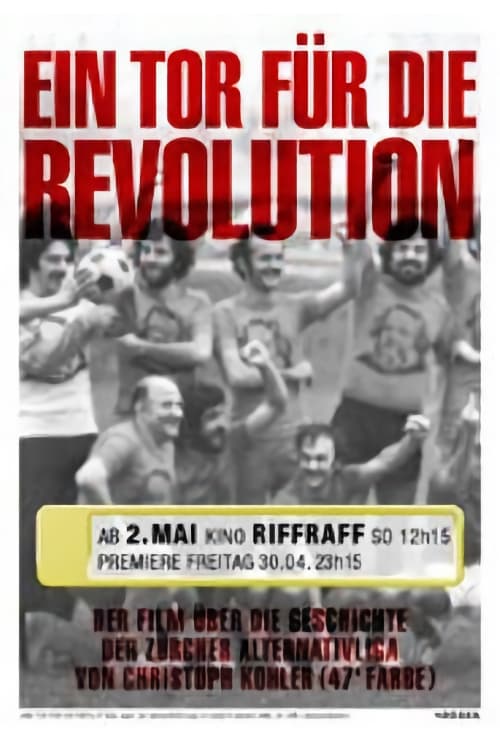 EIN TOR FÜR DIE
REVOLUTION
AB 2. MAI KINO RIFFRAFF SO 12h15
PREMIERE FREITAG 30.04. 23h15
DER FILM ÜBER DIE GESCHICHTE
DER ZÜRCHER ALTERNATIVLIGA
VON CHRISTOPH KOHLER (47' FARBE)